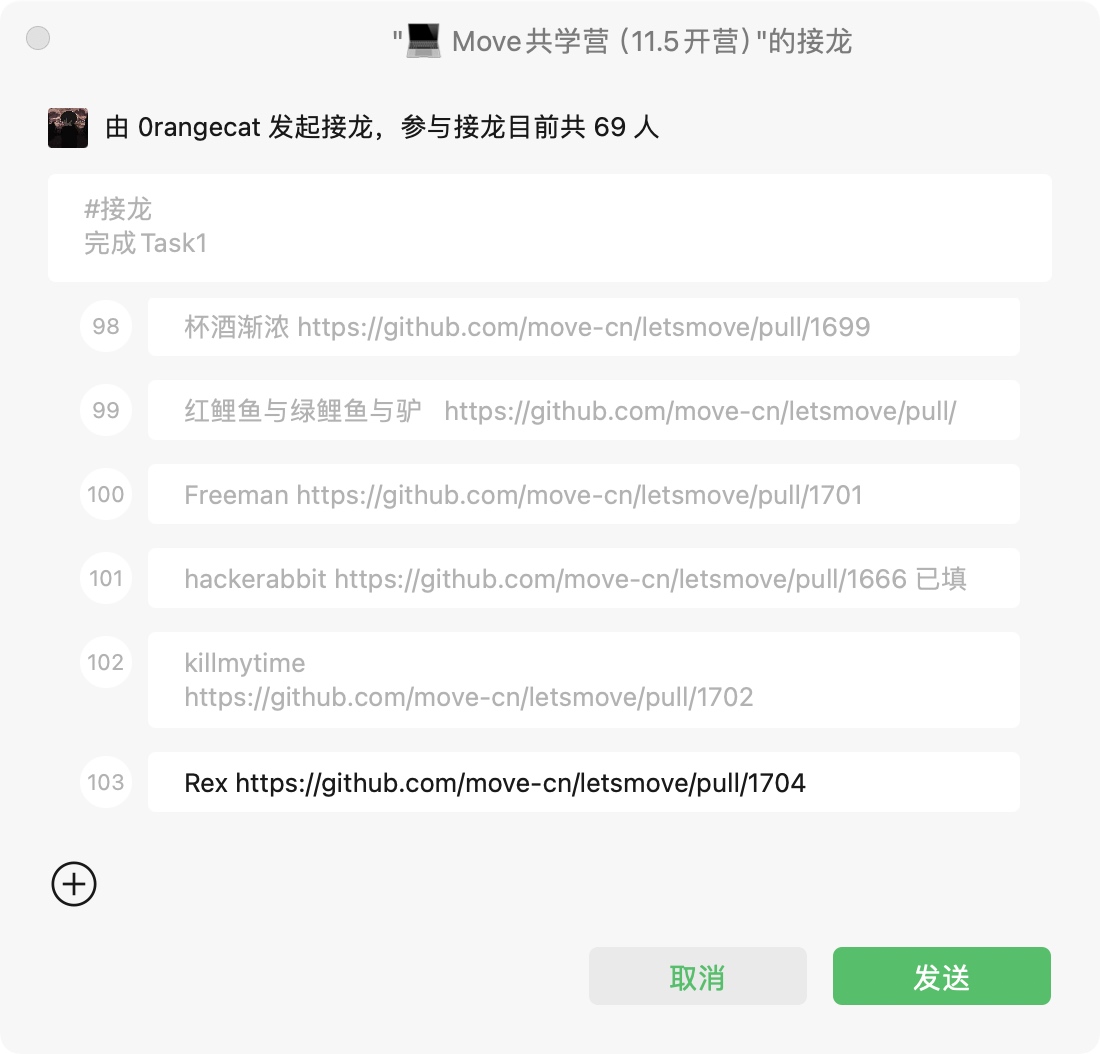 "💻 Move共学营（11.5开营）"的接龙
由 0rangecat 发起接龙，参与接龙目前共 69 人
#接龙
完成Task1
98 杯酒渐浓 https://github.com/move-cn/letsmove/pull/1699
99 红鲤鱼与绿鲤鱼与驴 https://github.com/move-cn/letsmove/pull/
100 Freeman https://github.com/move-cn/letsmove/pull/1701
101 hackerabbit https://github.com/move-cn/letsmove/pull/1666 已填
102 killmytime
https://github.com/move-cn/letsmove/pull/1702
103 Rex https://github.com/move-cn/letsmove/pull/1704
取消 发送